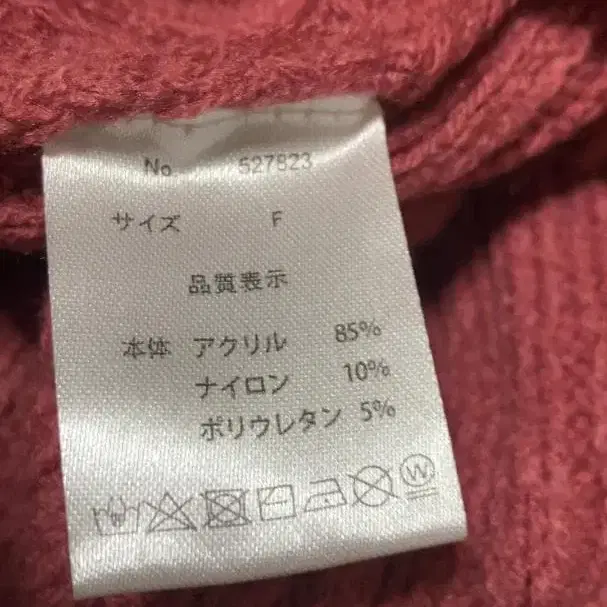 No 527823
サイズ F
品質表示
本体 アクリル 85%
ナイロン 10%
ポリウレタン 5%
W